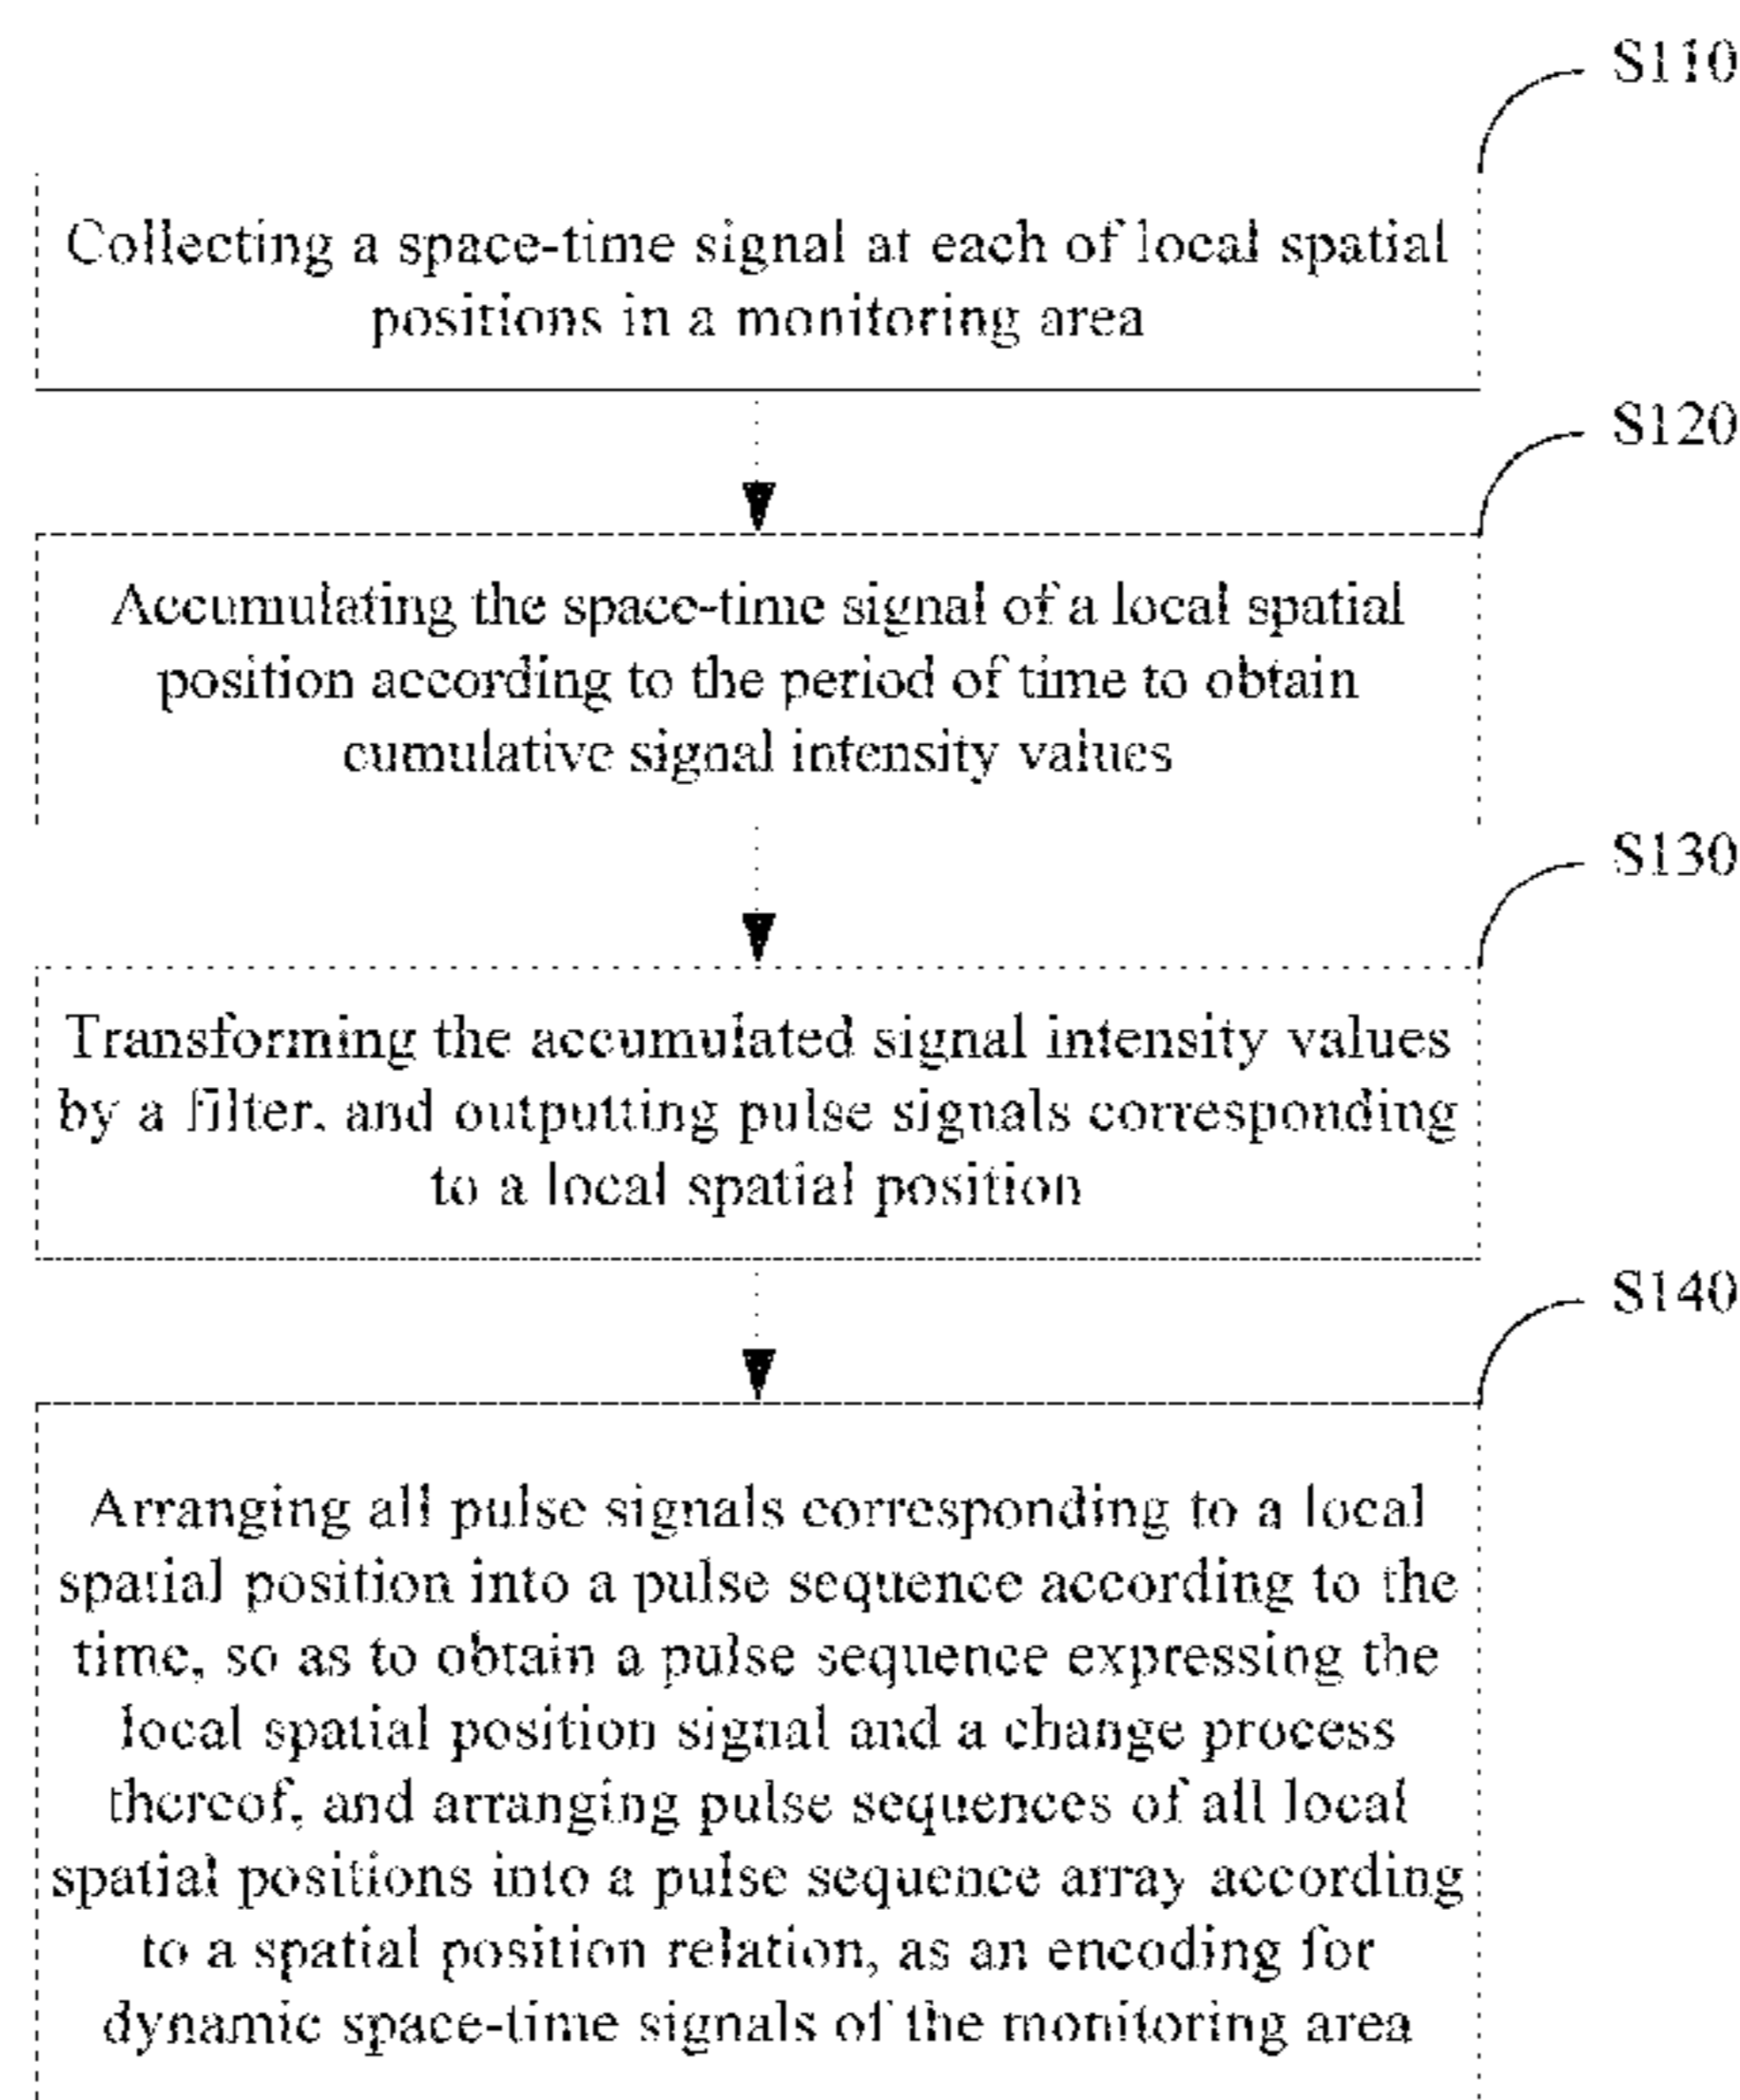 S110
Collecting a space-time signal at each of local spatial
positions in a monitoring area
S120
Accumulating the space-time signal of a local spatial
position according to the period of time to obtain
cumulative signal intensity values
S130
Transforming the accumulated signal intensity values
by a filter, and outputting pulse signals corresponding
to a local spatial position
S140
Arranging all pulse signals corresponding to a local
spatial position into a pulse sequence according to the
time, so as to obtain a pulse sequence expressing the
local spatial position signal and a change process
thereof, and arranging pulse sequences of all local
spatial positions into a pulse sequence array according
to a spatial position relation, as an encoding for
dynamic space-time signals of the monitoring area